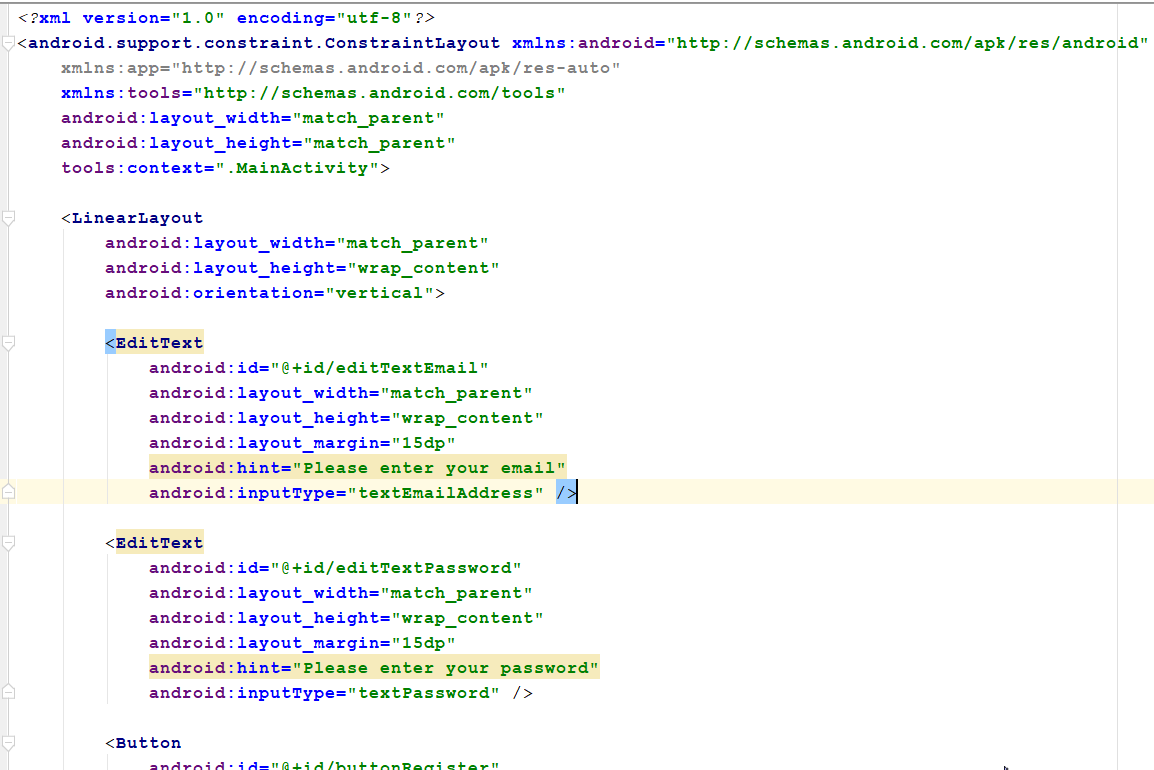 <?xml version="1.0" encoding="utf-8"?>
<android.support.constraint.ConstraintLayout xmlns:android="http://schemas.android.com/apk/res/android"
xmlns:app="http://schemas.android.com/apk/res-auto"
xmlns:tools="http://schemas.android.com/tools"
android:layout_width="match_parent"
android:layout_height="match_parent"
tools:context=".MainActivity">
<LinearLayout
android:layout_width="match_parent"
android:layout_height="wrap_content"
android:orientation="vertical">
<EditText
android:id="@+id/editTextEmail"
android:layout_width="match_parent"
android:layout_height="wrap_content"
android:layout_margin="15dp"
android:hint="Please enter your email"
android:inputType="textEmailAddress" />
<EditText
android:id="@+id/editTextPassword"
android:layout_width="match_parent"
android:layout_height="wrap_content"
android:layout_margin="15dp"
android:hint="Please enter your password"
android:inputType="textPassword" />
<Button
android:id="@+id/buttonRegister"